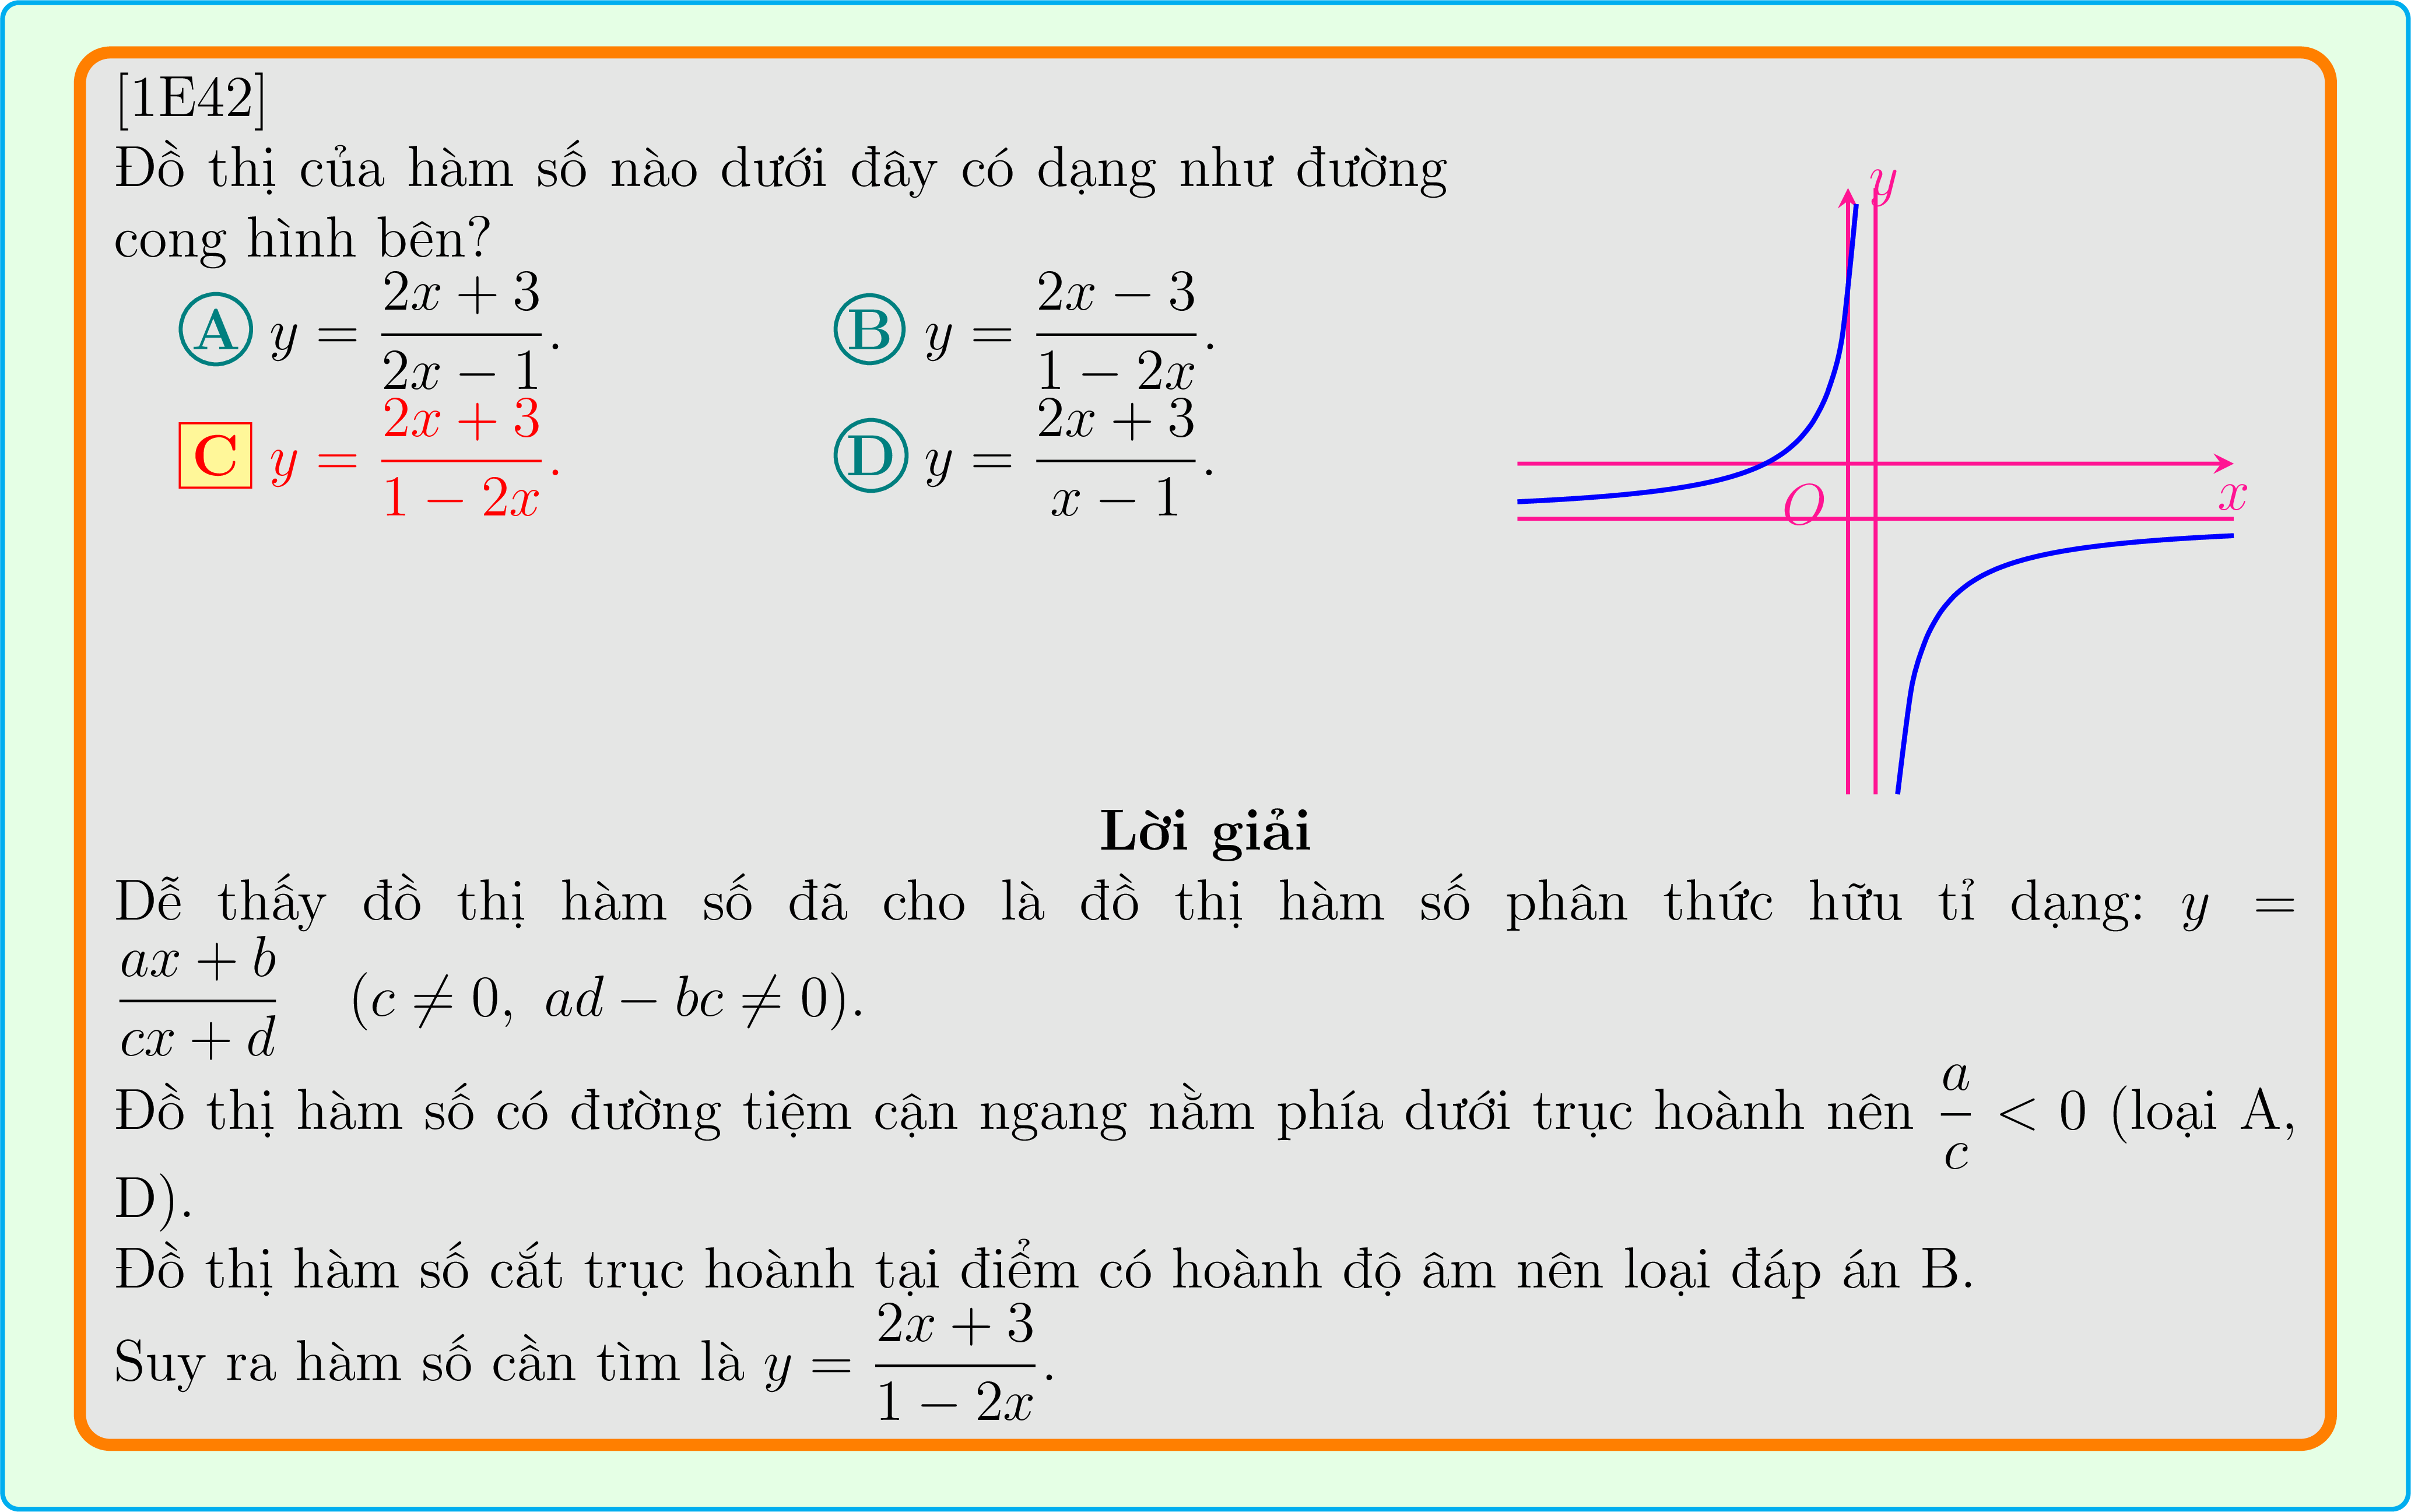 [1E42]
Đồ thị của hàm số nào dưới đây có dạng như đường
cong hình bên?
A y = \frac{2x + 3}{2x − 1}. B y = \frac{2x − 3}{1 − 2x}.
C y = \frac{2x + 3}{1 − 2x}. D y = \frac{2x + 3}{x − 1}.
y
O
x
Lời giải
Dễ thấy đồ thị hàm số đã cho là đồ thị hàm số phân thức hữu tỉ dạng: y =
\frac{ax + b}{cx + d} (c ≠ 0, ad − bc ≠ 0).
Đồ thị hàm số có đường tiệm cận ngang nằm phía dưới trục hoành nên \frac{a}{c} < 0 (loại A,
D).
Đồ thị hàm số cắt trục hoành tại điểm có hoành độ âm nên loại đáp án B.
Suy ra hàm số cần tìm là y = \frac{2x + 3}{1 − 2x}.